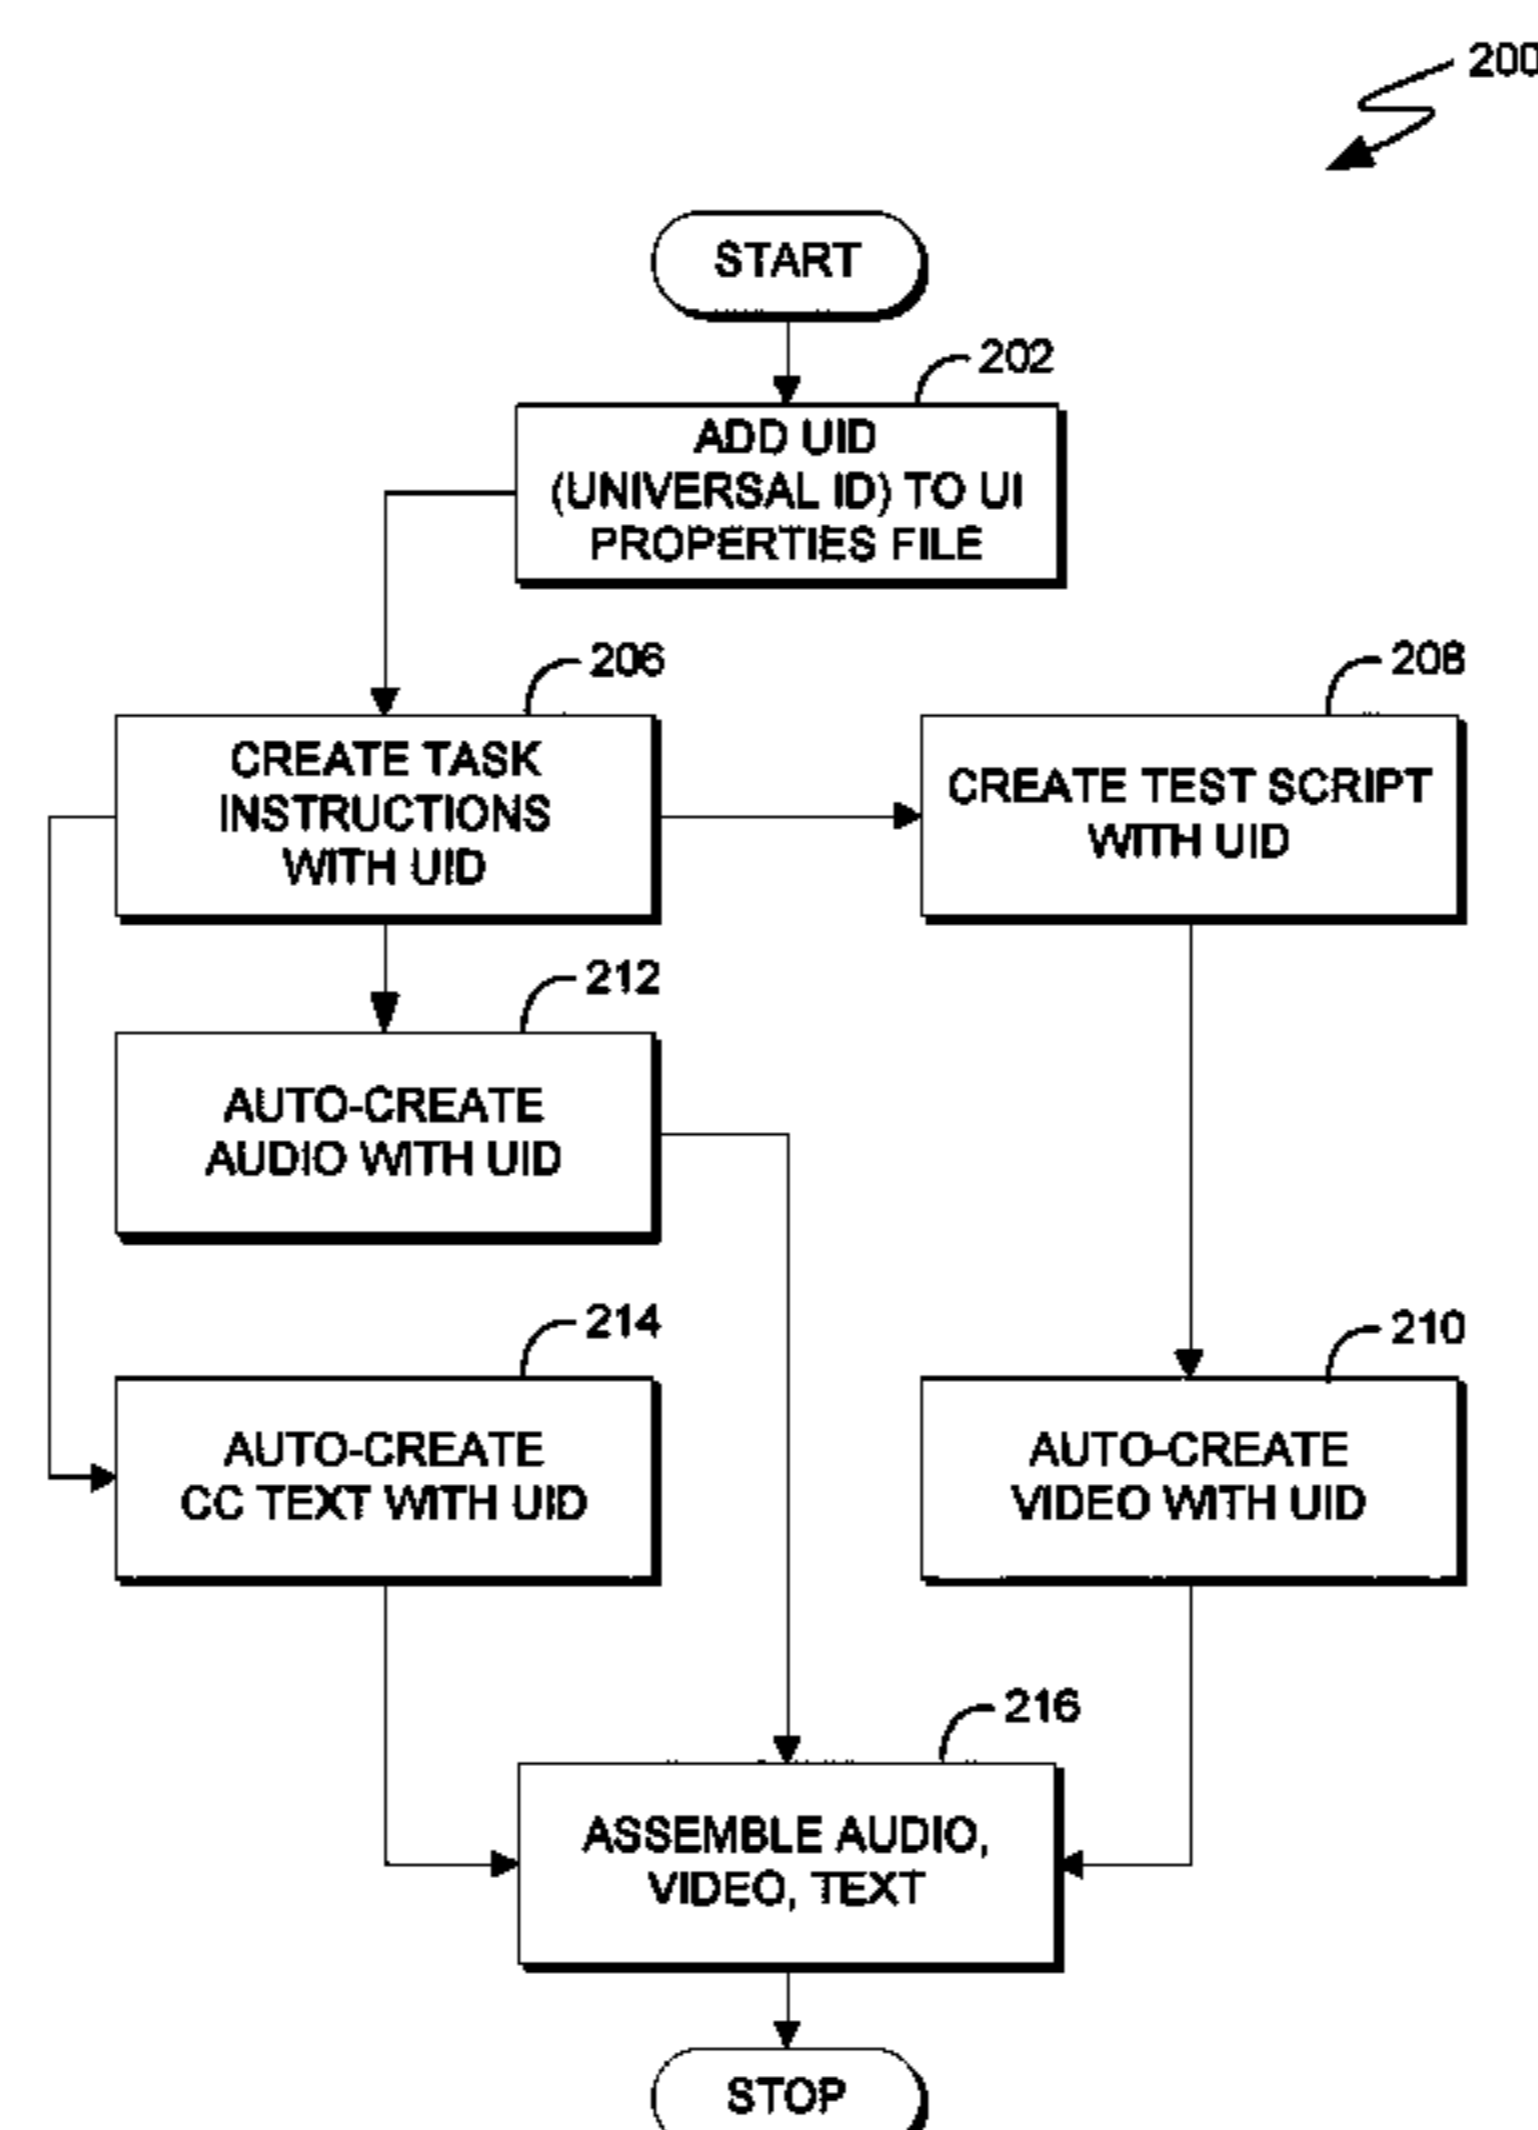 200
START
202
ADD UID
(UNIVERSAL ID) TO UI
PROPERTIES FILE
206
CREATE TASK
INSTRUCTIONS
WITH UID
208
CREATE TEST SCRIPT
WITH UID
212
AUTO-CREATE
AUDIO WITH UID
214
AUTO-CREATE
CC TEXT WITH UID
210
AUTO-CREATE
VIDEO WITH UID
216
ASSEMBLE AUDIO,
VIDEO, TEXT
STOP